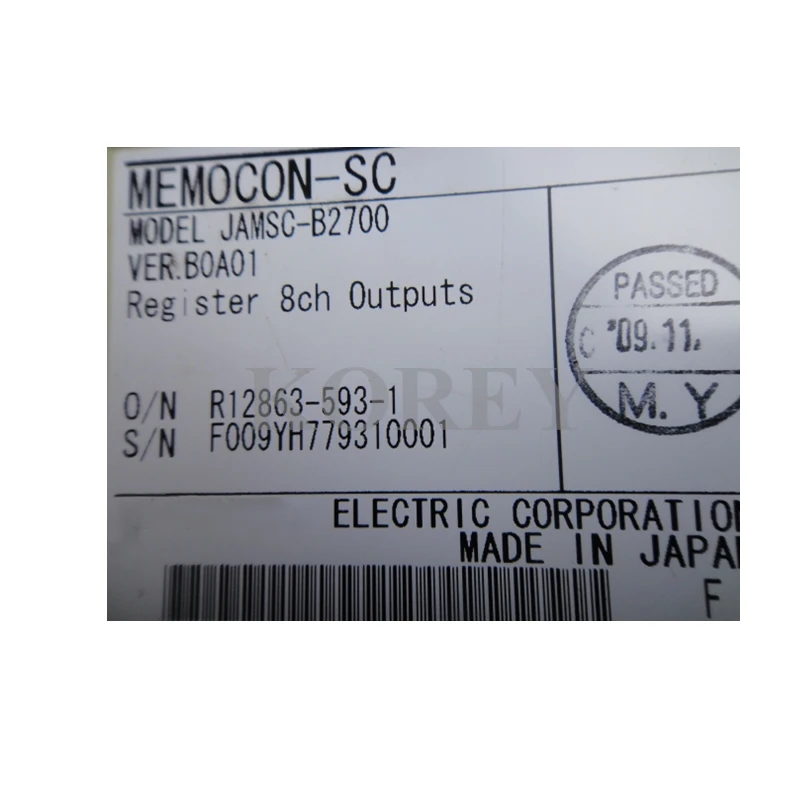 MEMOCON-SC
MODEL JAMSC-B2700
VER.B0A01
Register 8ch Outputs
O/N R12863-593-1
S/N F009YH779310001
PASSED
C '09.11.
M.Y
KOREY
ELECTRIC CORPORATION
MADE IN JAPAN
F